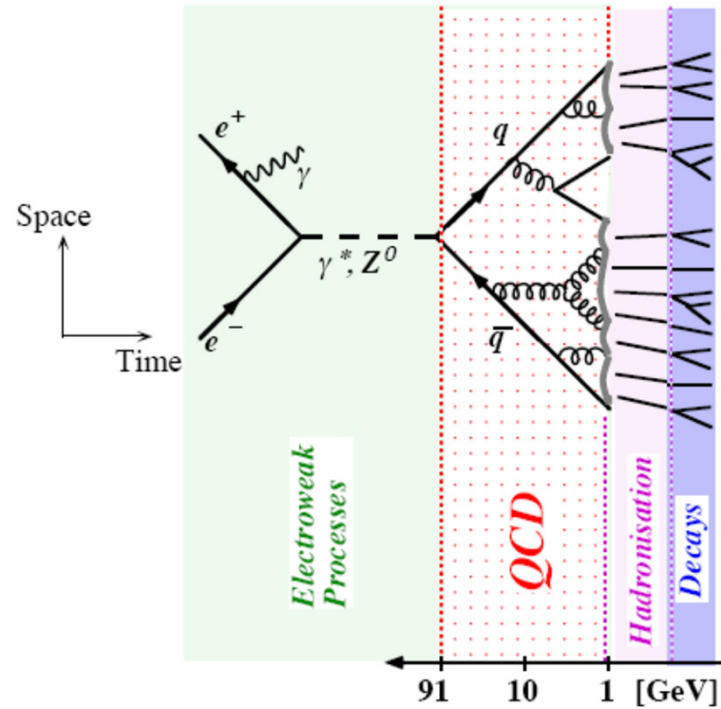 e⁺
γ
Space
Time
e⁻
γ*, Z⁰
q
q̅
Electroweak
Processes
QCD
Hadronisation
Decays
91 10 1 [GeV]